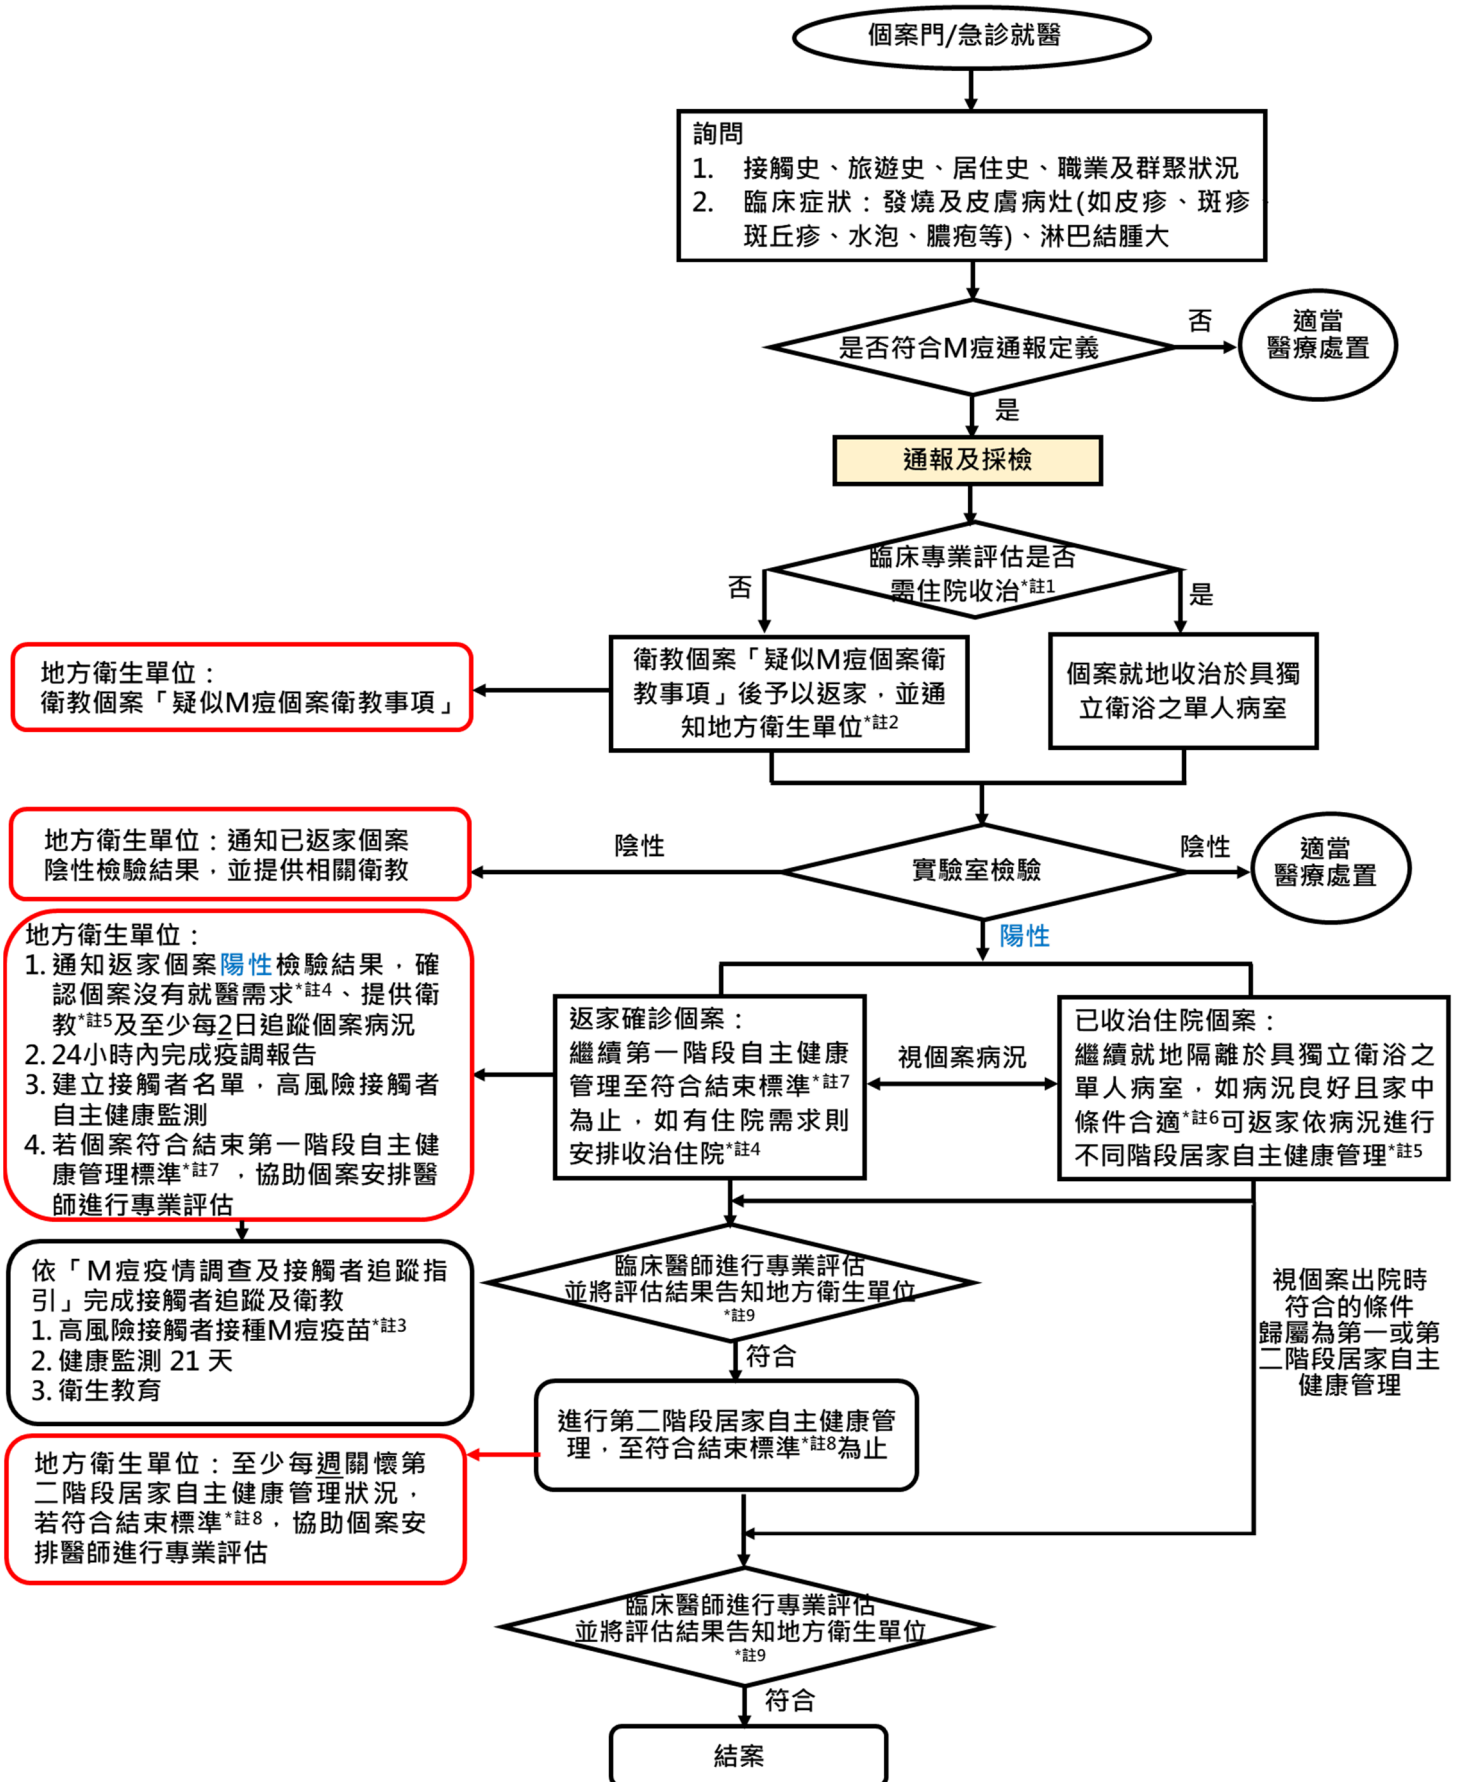 個案門/急診就醫
詢問
1. 接觸史、旅遊史、居住史、職業及群聚狀況
2. 臨床症狀：發燒及皮膚病灶(如皮疹、斑疹、
斑丘疹、水泡、膿疱等)、淋巴結腫大
是否符合M痘通報定義
否
適當
醫療處置
是
通報及採檢
臨床專業評估是否
需住院收治*註1
否
是
地方衛生單位：
衛教個案「疑似M痘個案衛教事項」
衛教個案「疑似M痘個案衛
教事項」後予以返家，並通
知地方衛生單位*註2
個案就地收治於具獨
立衛浴之單人病室
地方衛生單位：通知已返家個案
陰性檢驗結果，並提供相關衛教
陰性
實驗室檢驗
陰性
適當
醫療處置
陽性
地方衛生單位：
1. 通知返家個案陽性檢驗結果，確
認個案沒有就醫需求*註4、提供衛
教*註5及至少每2日追蹤個案病況
2. 24小時內完成疫調報告
3. 建立接觸者名單，高風險接觸者
自主健康監測
4. 若個案符合結束第一階段自主健
康管理標準*註7，協助個案安排醫
師進行專業評估
返家確診個案：
繼續第一階段自主健康
管理至符合結束標準*註7
為止，如有住院需求則
安排收治住院*註4
視個案病況
已收治住院個案：
繼續就地隔離於具獨立衛浴之
單人病室，如病況良好且家中
條件合適*註6可返家依病況進行
不同階段居家自主健康管理*註5
依「M痘疫情調查及接觸者追蹤指
引」完成接觸者追蹤及衛教
1. 高風險接觸者接種M痘疫苗*註3
2. 健康監測 21 天
3. 衛生教育
臨床醫師進行專業評估
並將評估結果告知地方衛生單位
*註9
視個案出院時
符合的條件
歸屬為第一或第
二階段居家自主
健康管理
符合
進行第二階段居家自主健康管
理，至符合結束標準*註8為止
地方衛生單位：至少每週關懷第
二階段居家自主健康管理狀況，
若符合結束標準*註8，協助個案安
排醫師進行專業評估
臨床醫師進行專業評估
並將評估結果告知地方衛生單位
*註9
符合
結案